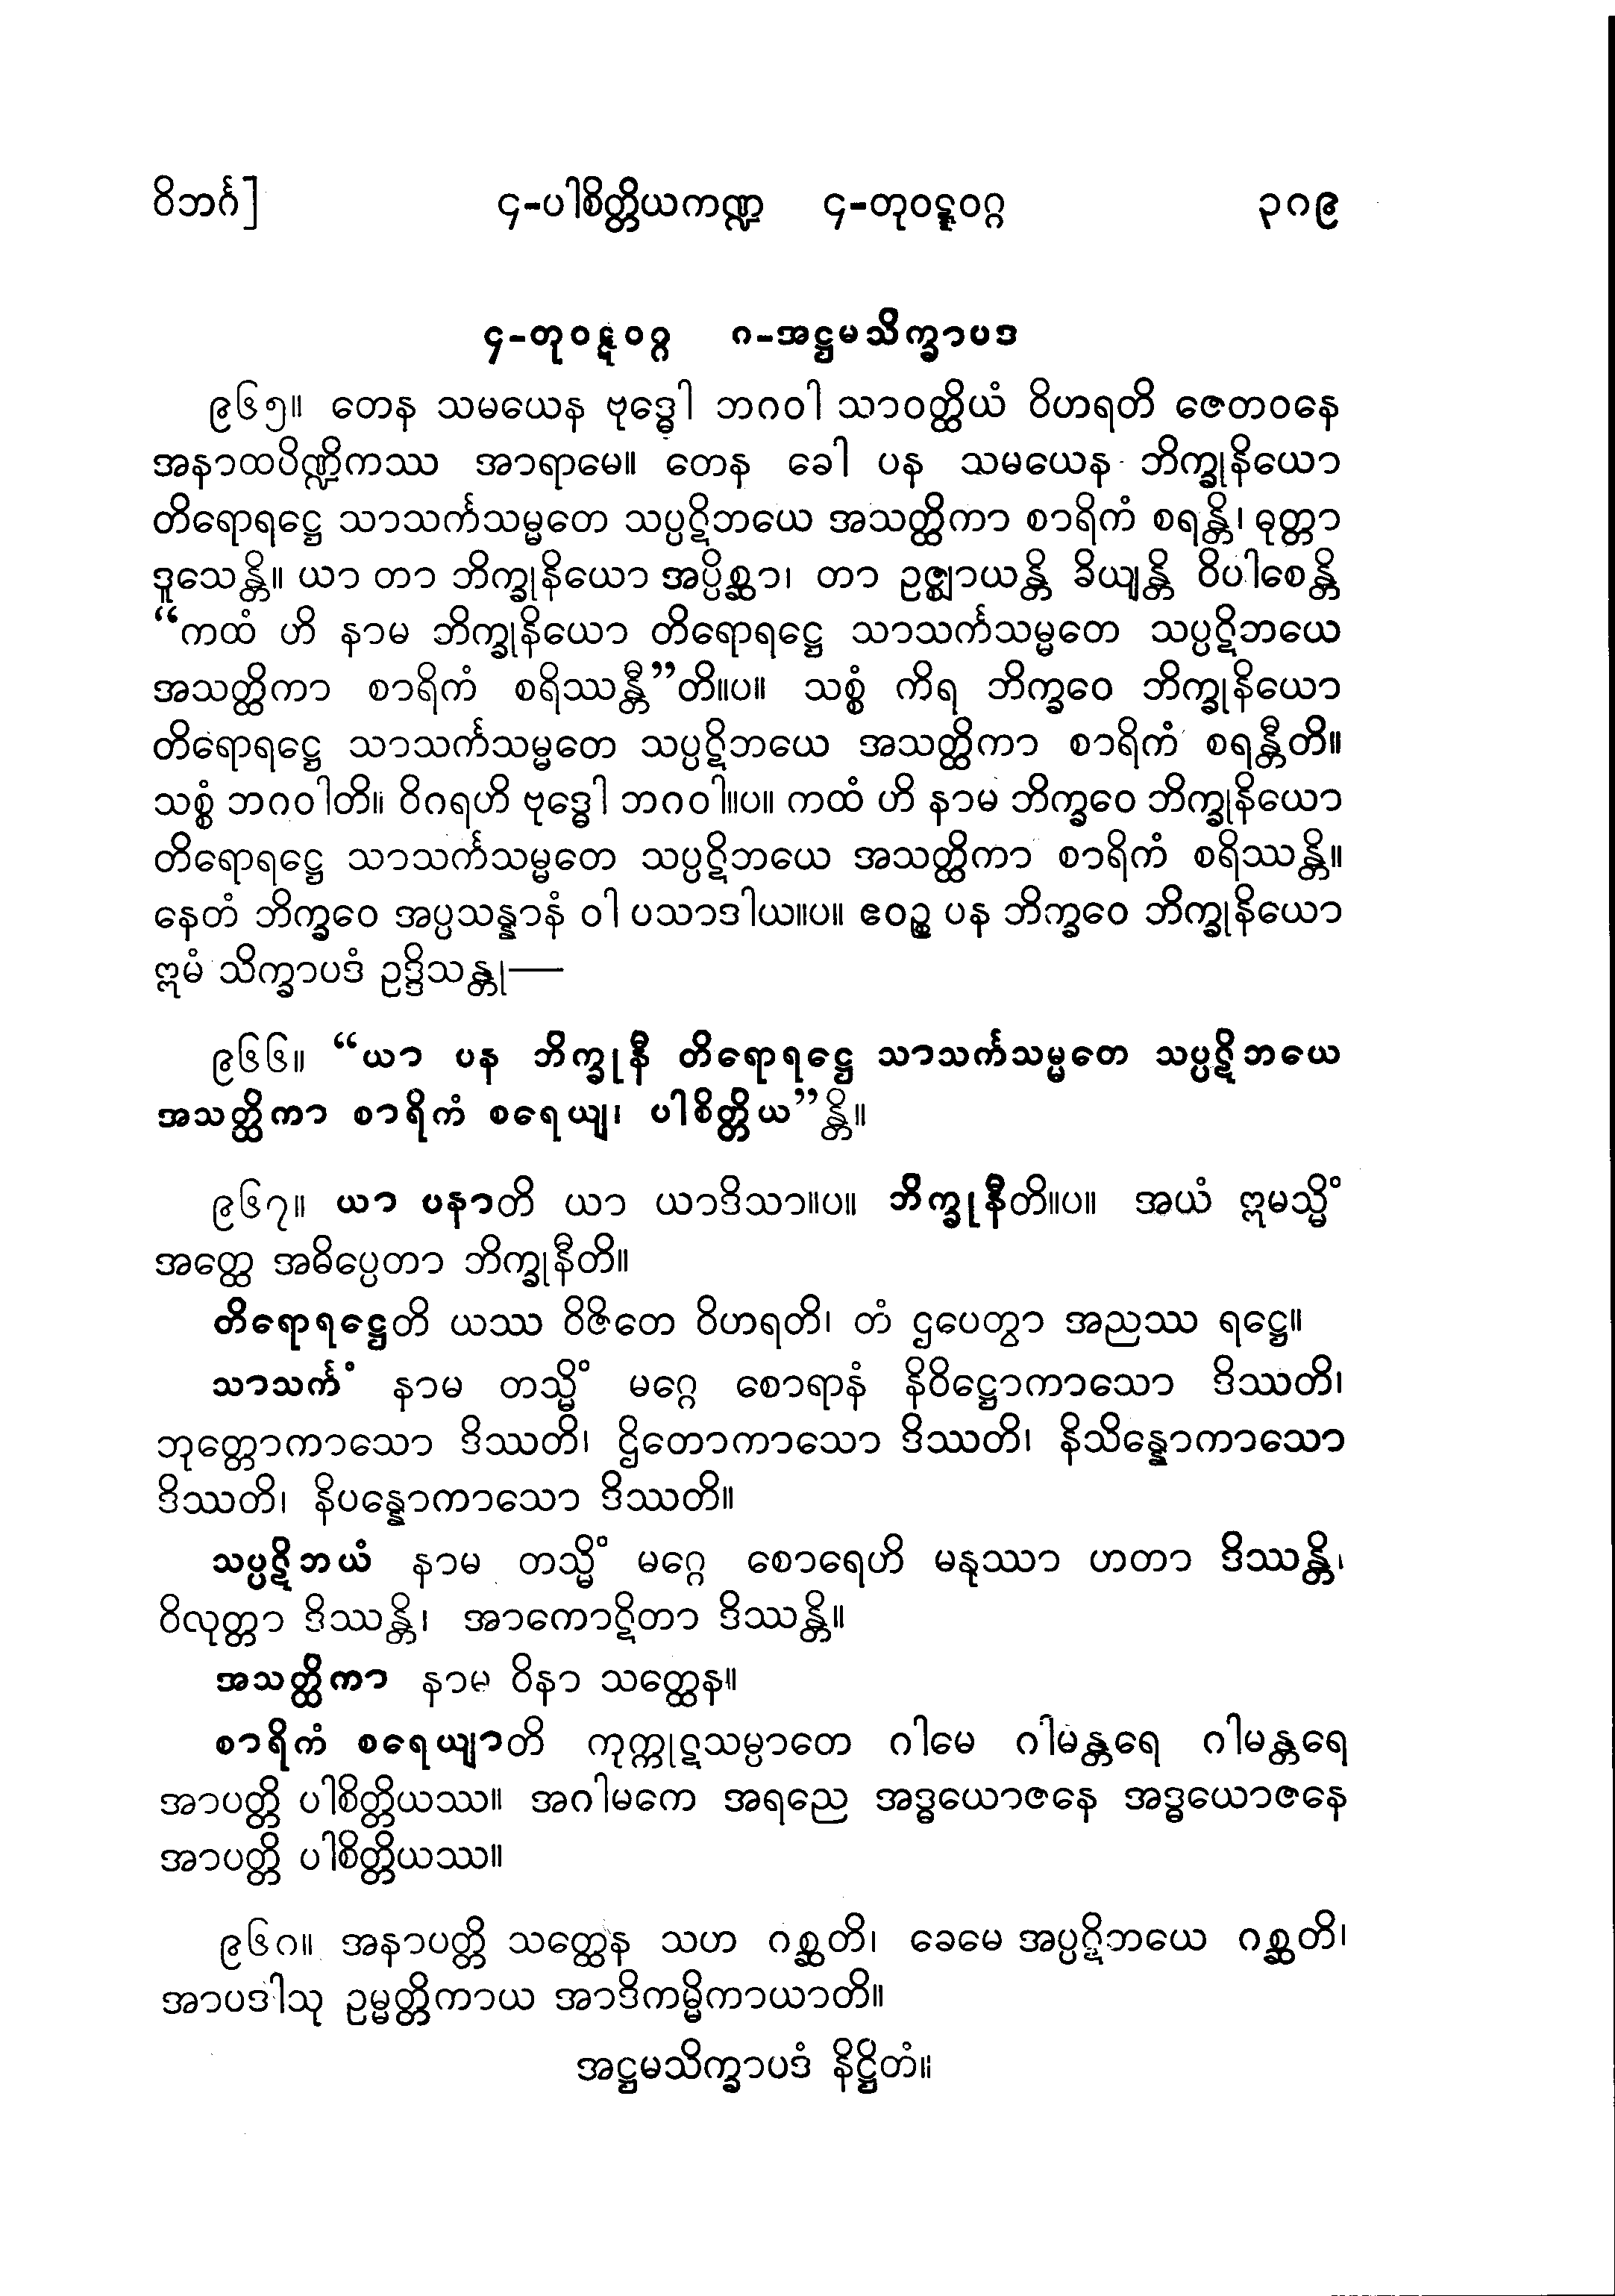 ဝိဘင်္ဂ] ၄-ပါစိတ္တိယကဏ္ဍ ၄-တုဝဋ္ဋဝဂ္ဂ ၃၀၉
၄-တုဝဋ္ဋဝဂ္ဂ ၈-အဋ္ဌမသိက္ခာပဒ
၉၆၅။ တေန သမယေန ဗုဒ္ဓေါ ဘဂဝါ သာဝတ္ထိယံ ဝိဟရတိ ဇေတဝနေ
အနာထပိဏ္ဍိကဿ အာရာမေ။ တေန ခေါ ပန သမယေန ဘိက္ခုနိယော
တိရောရဋ္ဌေ သာသင်္ကသမ္မတေ သပ္ပဋိဘယေ အသတ္ထိကာ စာရိကံ စရန္တိ၊ ဓုတ္တာ
ဒူသေန္တိ။ ယာ တာ ဘိက္ခုနိယော အပ္ပိစ္ဆာ၊ တာ ဥဇ္ဈာယန္တိ ခိယျန္တိ ဝိပါစေန္တိ
“ကထံ ဟိ နာမ ဘိက္ခုနိယော တိရောရဋ္ဌေ သာသင်္ကသမ္မတေ သပ္ပဋိဘယေ
အသတ္ထိကာ စာရိကံ စရိဿန္တီ”တိ။ပ။ သစ္စံ ကိရ ဘိက္ခဝေ ဘိက္ခုနိယော
တိရောရဋ္ဌေ သာသင်္ကသမ္မတေ သပ္ပဋိဘယေ အသတ္ထိကာ စာရိကံ စရန္တီတိ။
သစ္စံ ဘဂဝါတိ။ ဝိဂရဟိ ဗုဒ္ဓေါ ဘဂဝါ။ပ။ ကထံ ဟိ နာမ ဘိက္ခဝေ ဘိက္ခုနိယော
တိရောရဋ္ဌေ သာသင်္ကသမ္မတေ သပ္ပဋိဘယေ အသတ္ထိကာ စာရိကံ စရိဿန္တိ။
နေတံ ဘိက္ခဝေ အပ္ပသန္နာနံ ဝါ ပသာဒါယ။ပ။ ဧဝဉ္စ ပန ဘိက္ခဝေ ဘိက္ခုနိယော
ဣမံ သိက္ခာပဒံ ဥဒ္ဒိသန္တု—
၉၆၆။ “ယာ ပန ဘိက္ခုနီ တိရောရဋ္ဌေ သာသင်္ကသမ္မတေ သပ္ပဋိဘယေ
အသတ္ထိကာ စာရိကံ စရေယျ၊ ပါစိတ္တိယ”န္တိ။
၉၆၇။ ယာ ပနာတိ ယာ ယာဒိသာ။ပ။ ဘိက္ခုနီတိ။ပ။ အယံ ဣမသ္မိံ
အတ္ထေ အဓိပ္ပေတာ ဘိက္ခုနီတိ။
တိရောရဋ္ဌေတိ ယဿ ဝိဇိတေ ဝိဟရတိ၊ တံ ဌပေတွာ အညဿ ရဋ္ဌေ။
သာသင်္ကံ နာမ တသ္မိံ မဂ္ဂေ စောရာနံ နိဝိဋ္ဌောကာသော ဒိဿတိ၊
ဘုတ္တောကာသော ဒိဿတိ၊ ဌိတောကာသော ဒိဿတိ၊ နိသိန္နောကာသော
ဒိဿတိ၊ နိပန္နောကာသော ဒိဿတိ။
သပ္ပဋိဘယံ နာမ တသ္မိံ မဂ္ဂေ စောရေဟိ မနုဿာ ဟတာ ဒိဿန္တိ၊
ဝိလုတ္တာ ဒိဿန္တိ၊ အာကောဋိတာ ဒိဿန္တိ။
အသတ္ထိကာ နာမ ဝိနာ သတ္ထေန။
စာရိကံ စရေယျာတိ ကုက္ကုဋသမ္ပာတေ ဂါမေ ဂါမန္တရေ ဂါမန္တရေ
အာပတ္တိ ပါစိတ္တိယဿ။ အဂါမကေ အရညေ အဒ္ဓယောဇနေ အဒ္ဓယောဇနေ
အာပတ္တိ ပါစိတ္တိယဿ။
၉၆၈။ အနာပတ္တိ သတ္ထေန သဟ ဂစ္ဆတိ၊ ခေမေ အပ္ပဋိဘယေ ဂစ္ဆတိ၊
အာပဒါသု ဥမ္မတ္တိကာယ အာဒိကမ္မိကာယာတိ။
အဋ္ဌမသိက္ခာပဒံ နိဋ္ဌိတံ။